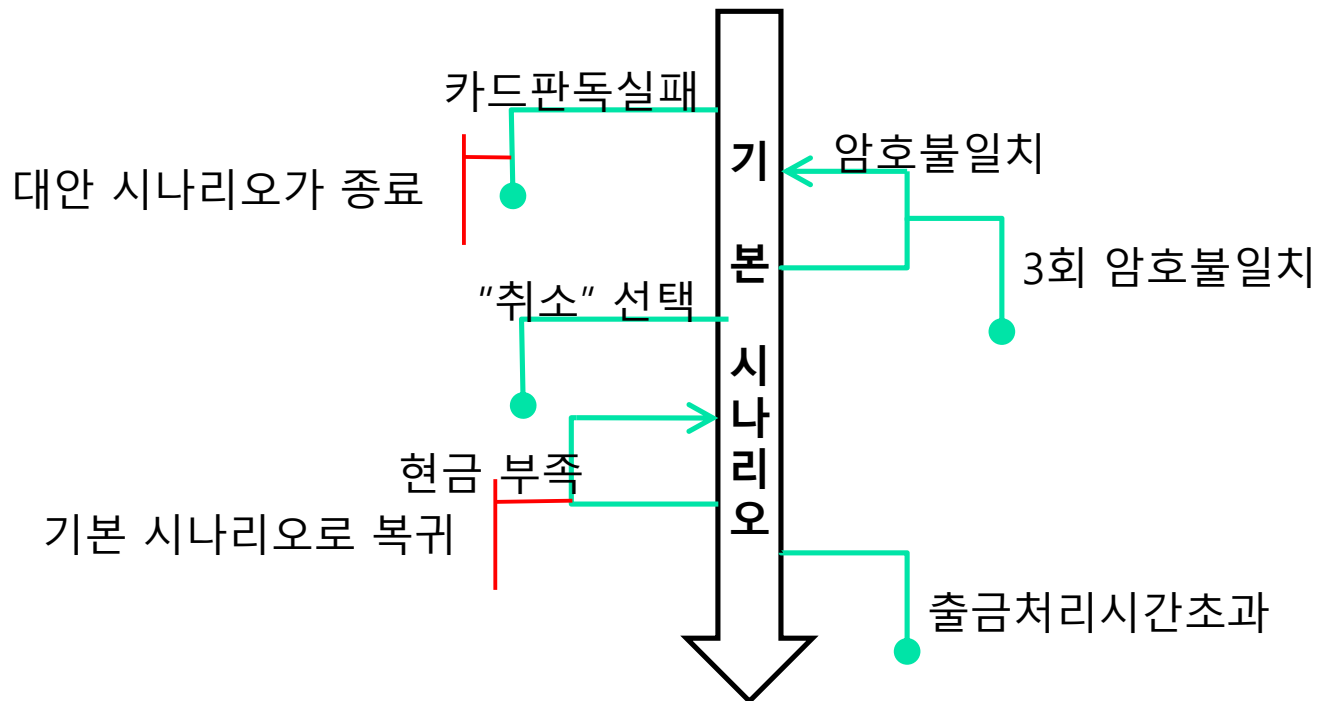 카드판독실패
암호불일치
대안 시나리오가 종료
3회 암호불일치
“취소” 선택
기본 시나리오
현금 부족
기본 시나리오로 복귀
출금처리시간초과